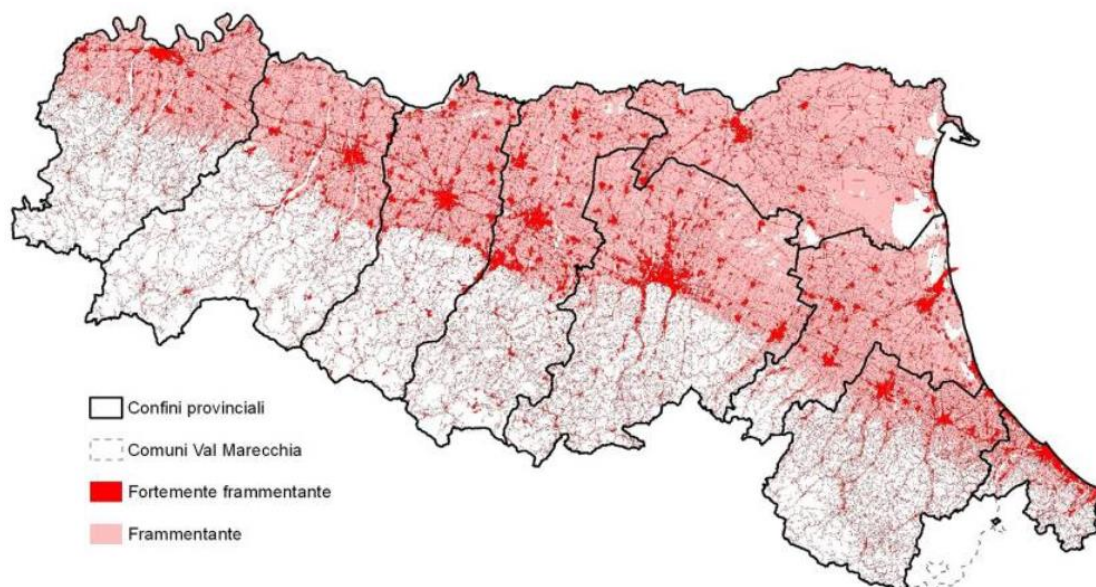 Confini provinciali
Comuni Val Marecchia
Fortemente frammentante
Frammentante